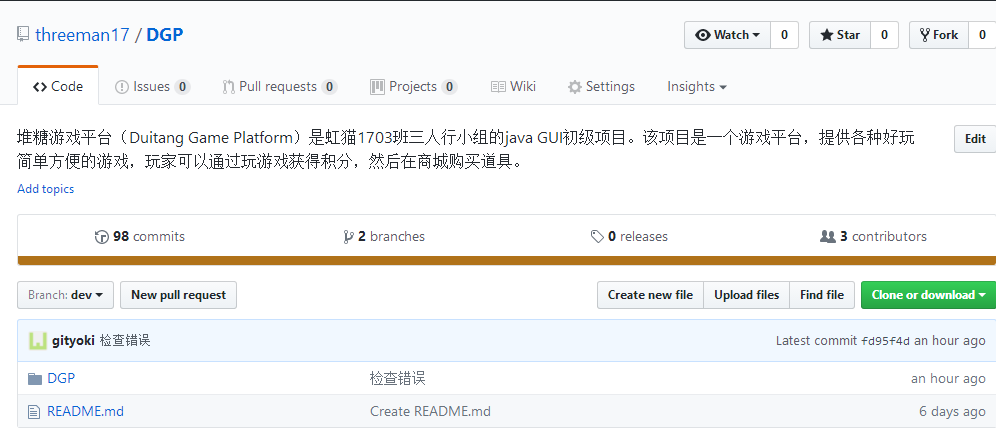 threeman17 / DGP
Watch 0 Star 0 Fork 0
Code Issues 0 Pull requests 0 Projects 0 Wiki Settings Insights
堆糖游戏平台（Duitang Game Platform）是虹猫1703班三人行小组的java GUI初级项目。该项目是一个游戏平台，提供各种好玩
简单方便的游戏，玩家可以通过玩游戏获得积分，然后在商城购买道具。
Edit
Add topics
98 commits 2 branches 0 releases 3 contributors
Branch: dev New pull request Create new file Upload files Find file Clone or download
gityoki 检查错误 Latest commit fd95f4d an hour ago
DGP 检查错误 an hour ago
README.md Create README.md 6 days ago